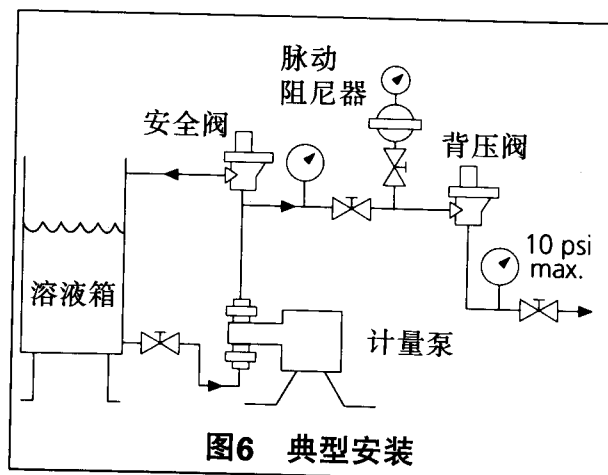 脉动
阻尼器
安全阀
背压阀
10 psi
max.
溶液箱
计量泵
图6 典型安装